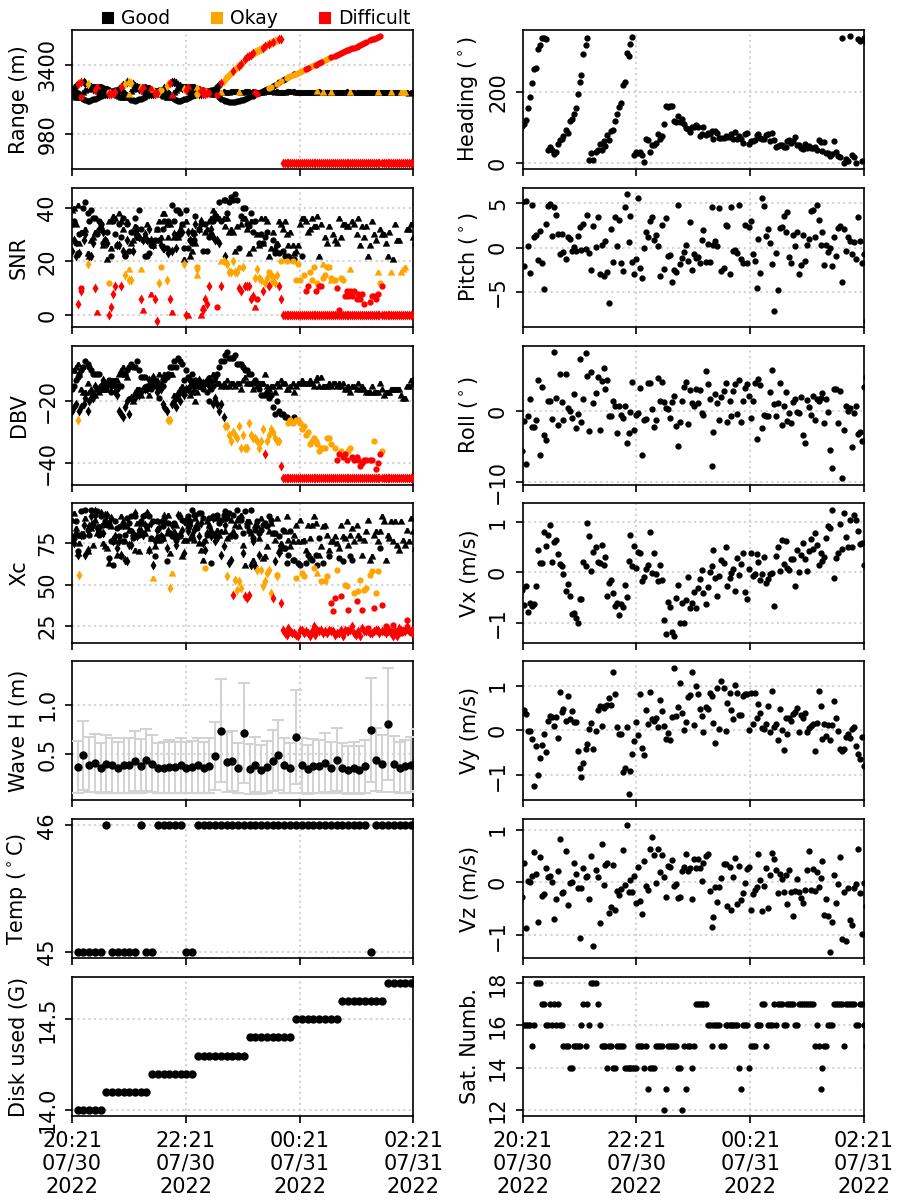 Good Okay Difficult
Range (m)
3400
980
Heading (°)
200
0
SNR
40
20
0
Pitch (°)
5
0
−5
DBV
−20
−40
Roll (°)
0
−10
Xc
75
50
25
Vx (m/s)
1
0
−1
Wave H (m)
1.0
0.5
Vy (m/s)
1
0
−1
Temp (°C)
46
45
Vz (m/s)
1
0
−1
Disk used (G)
14.5
14.0
Sat. Numb.
18
16
14
12
20:21 22:21 00:21 02:21
07/30 07/30 07/31 07/31
2022 2022 2022 2022
20:21 22:21 00:21 02:21
07/30 07/30 07/31 07/31
2022 2022 2022 2022